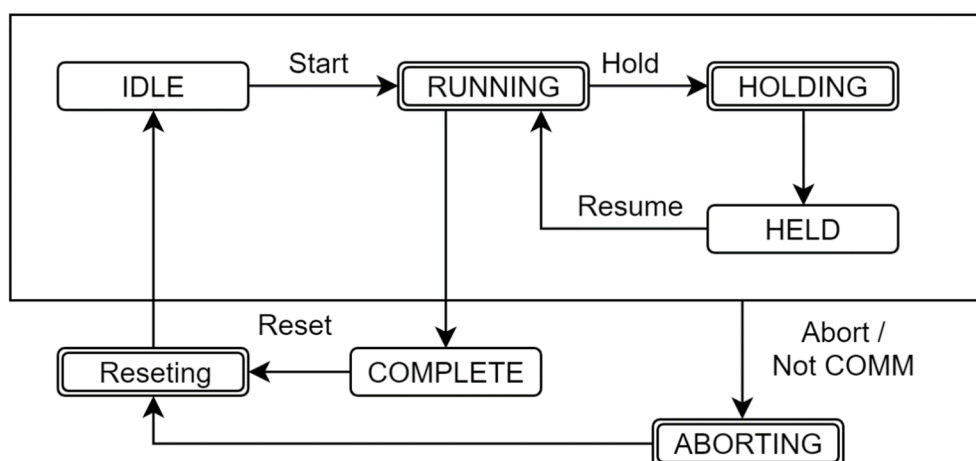 IDLE
Start
RUNNING
Hold
HOLDING
Resume
HELD
Reset
Abort /
Not COMM
Reseting
COMPLETE
ABORTING